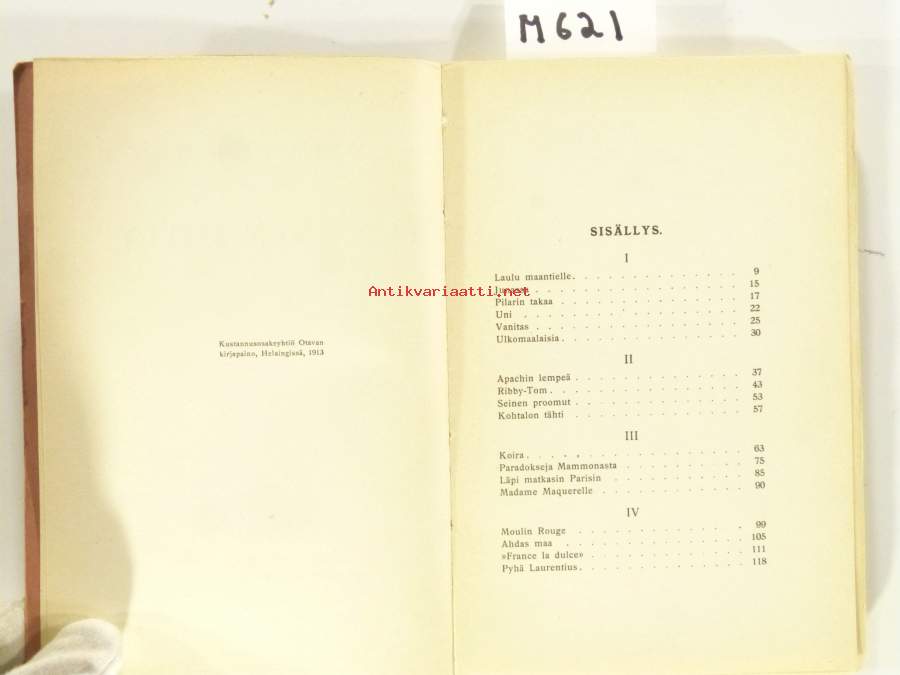 M621
Kustannusosakeyhtiö Otavan
kirjapaino, Helsingissä, 1913
Antikvariaatti.net
SISÄLLYS.
I
Laulu maantielle. 9
15
Pilarin takaa 17
Uni 22
Vanitas 25
Ulkomaalaisia 30
II
Apachin lempeä 37
Ribby-Tom 43
Seinen proomut 53
Kohtalon tähti 57
III
Koira 63
Paradokseja Mammonasta 75
Läpi matkasin Parisin 85
Madame Maquerelle 90
IV
Moulin Rouge 99
Ahdas maa 105
»France la dulce» 111
Pyhä Laurentius. 118